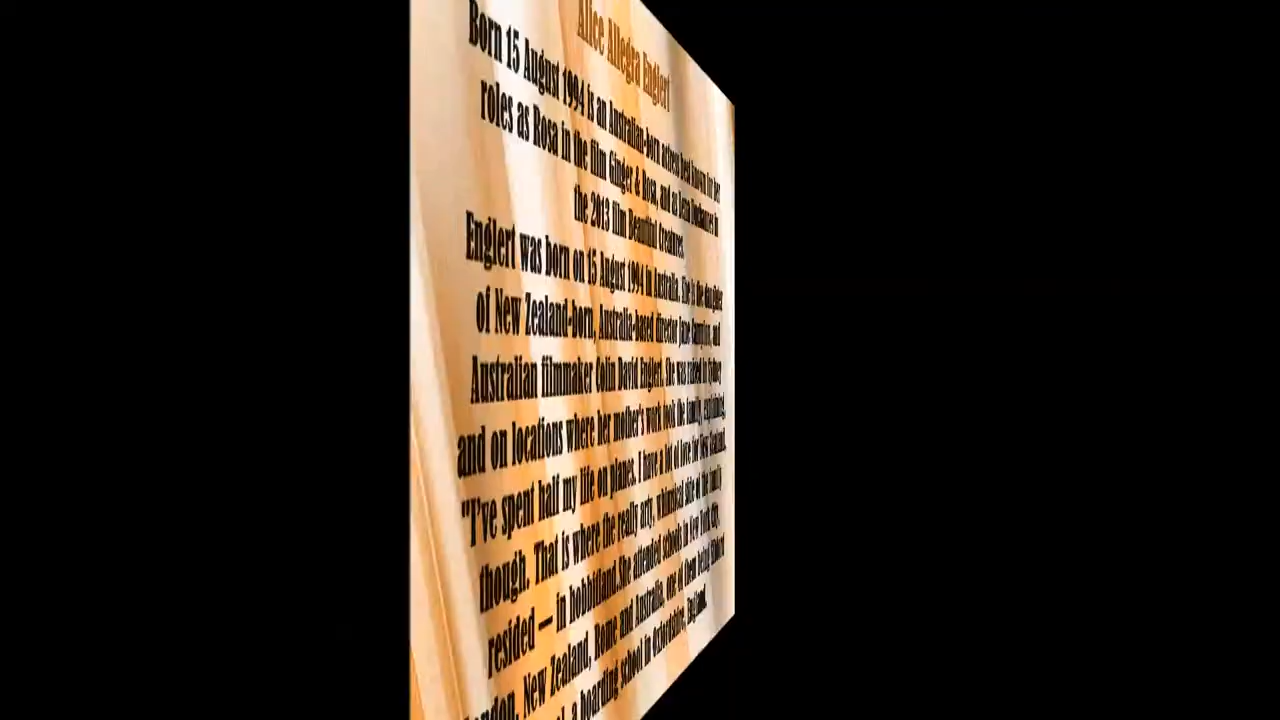 Alice Allegra Englert
Born 15 August 1994 is an Australian-born actress best known for her
roles as Rosa in the film Ginger & Rosa, and as Lena Duchannes in
the 2013 film Beautiful Creatures.
Englert was born on 15 August 1994 in Australia. She is the daughter
of New Zealand-born, Australia-based director Jane Campion, and
Australian filmmaker Colin David Englert. She was raised in Sydney
and on locations where her mother's work took the family, explaining,
"I've spent half my life on planes. I have a lot of love for New Zealand
though. That is where the really arty, whimsical side of the family
resided — in hobbitland.She attended schools in New York City,
London, New Zealand, Rome and Australia, one of them being
a boarding school in Oxfordshire, England.